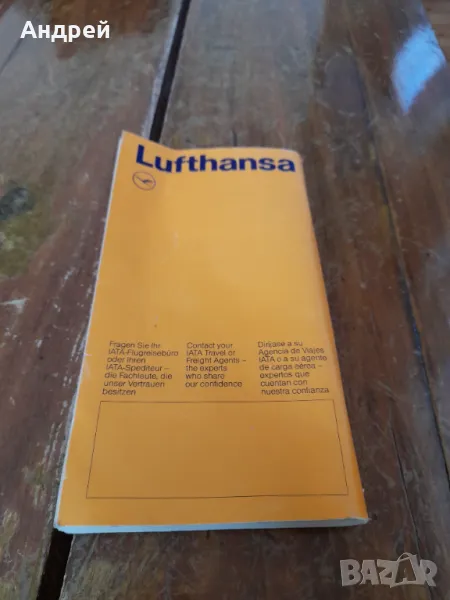 Андрей
Lufthansa
Fragen Sie Ihr
IATA-Flugreisebüro
oder Ihren
IATA-Spediteur –
die Fachleute, die
unser Vertrauen
besitzen
Contact your
IATA Travel or
Freight Agents –
the experts
who share
our confidence
Diríjase a su
Agencia de Viajes
IATA o a su agente
de carga aérea –
expertos que
cuentan con
nuestra confianza
BAZAR